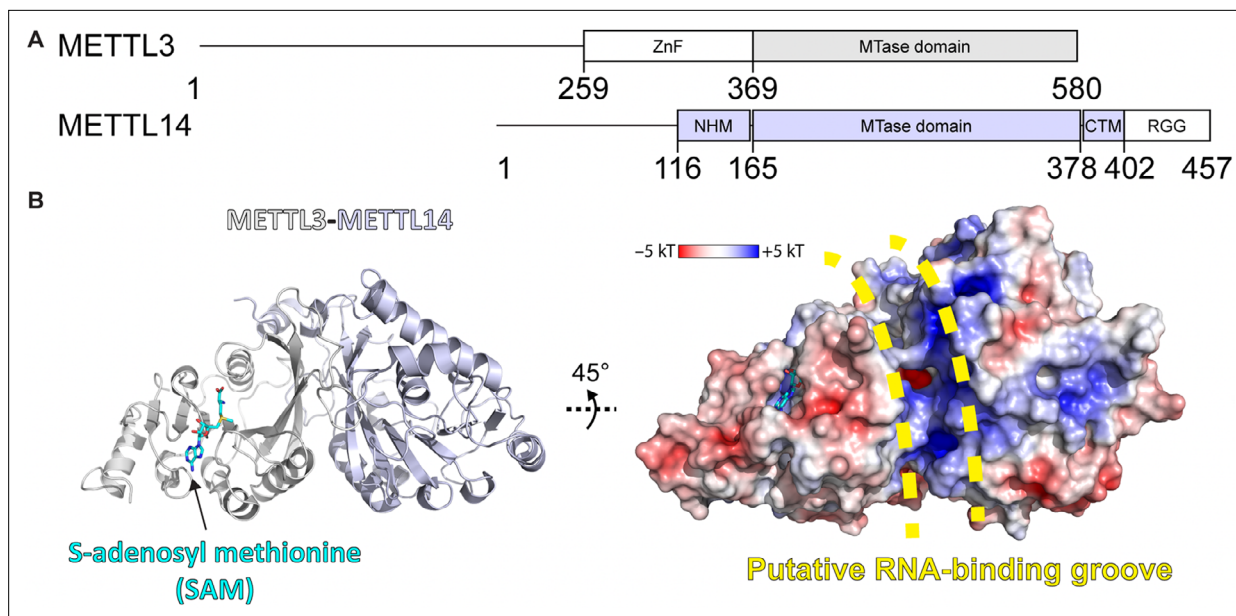 A
METTL3
ZnF
MTase domain
1
259
369
580
METTL14
NHM
MTase domain
CTM
RGG
1
116
165
378
402
457
B
METTL3-METTL14
−5 kT
+5 kT
45°
S-adenosyl methionine
(SAM)
Putative RNA-binding groove